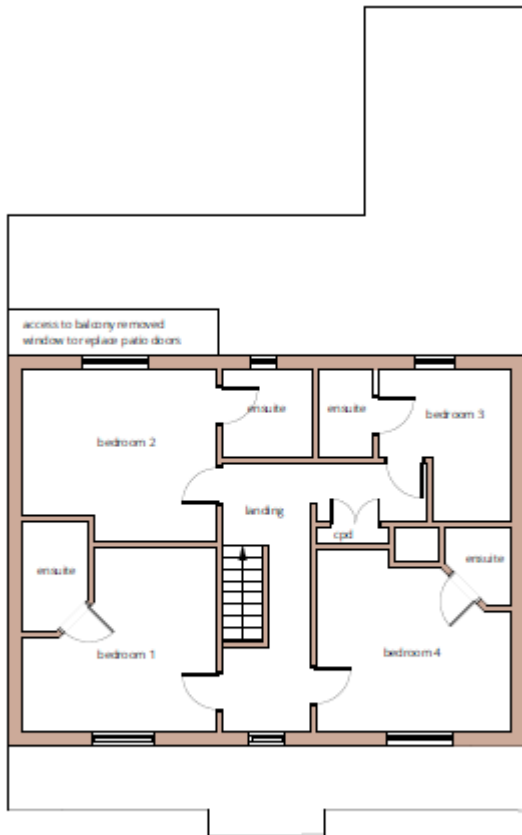 access to balcony removed
window to replace patio doors
ensuite
ensuite
bedroom 3
bedroom 2
landing
cpd
ensuite
ensuite
bedroom 1
bedroom 4